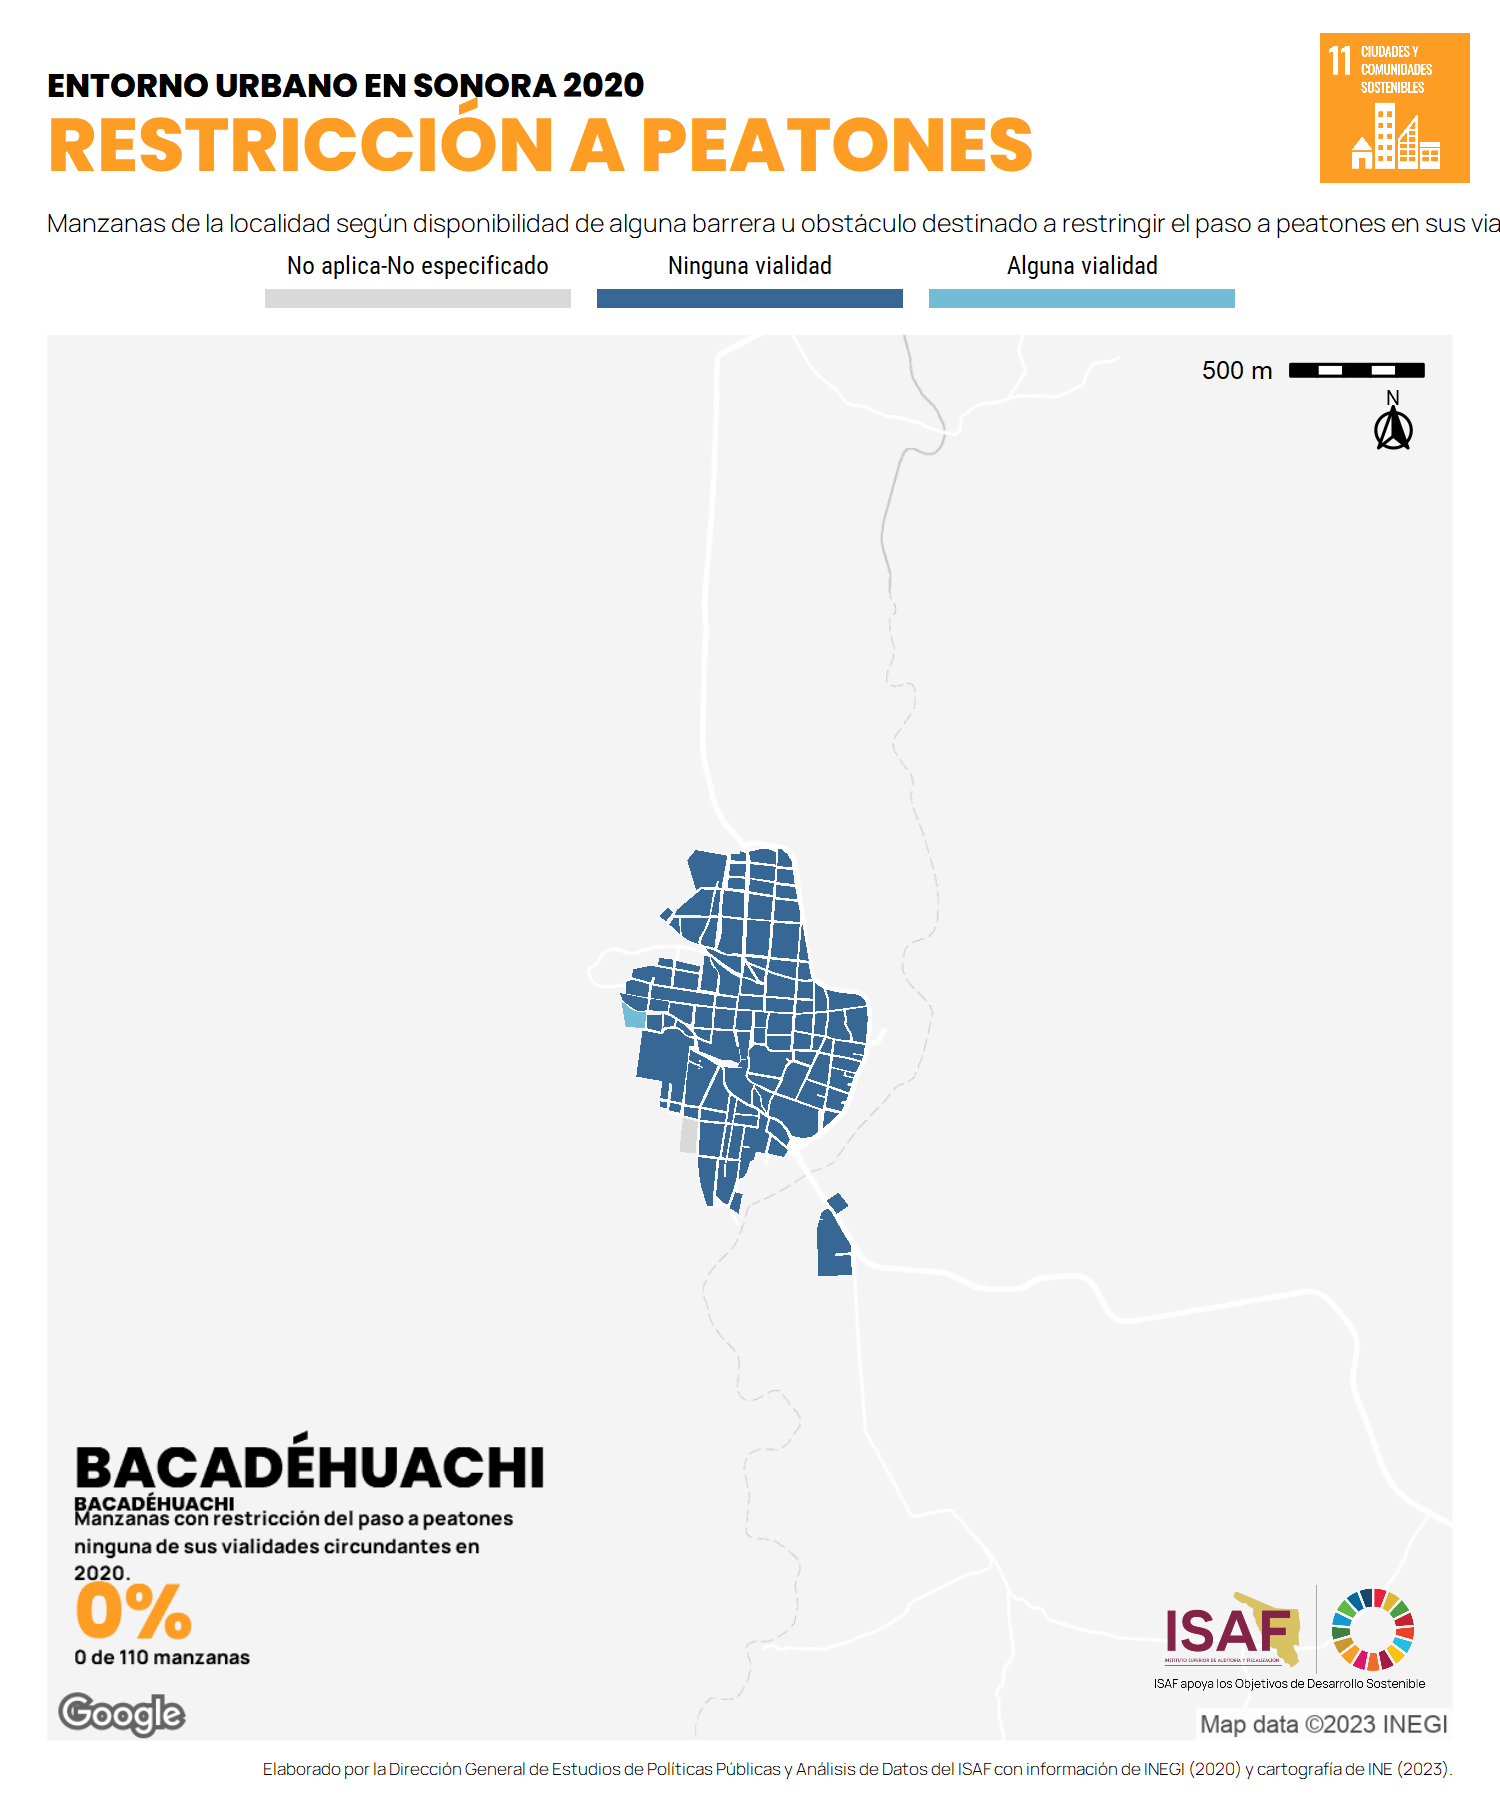 ENTORNO URBANO EN SONORA 2020
RESTRICCIÓN A PEATONES
11 CIUDADES Y
COMUNIDADES
SOSTENIBLES
Manzanas de la localidad según disponibilidad de alguna barrera u obstáculo destinado a restringir el paso a peatones en sus via
No aplica-No especificado
Ninguna vialidad
Alguna vialidad
500 m
N
BACADÉHUACHI
BACADÉHUACHI
Manzanas con restricción del paso a peatones
ninguna de sus vialidades circundantes en
2020.
0%
0 de 110 manzanas
ISAF
INSTITUTO SUPERIOR DE AUDITORÍA Y FISCALIZACIÓN
ISAF apoya los Objetivos de Desarrollo Sostenible
Google
Map data ©2023 INEGI
Elaborado por la Dirección General de Estudios de Políticas Públicas y Análisis de Datos del ISAF con información de INEGI (2020) y cartografía de INE (2023).